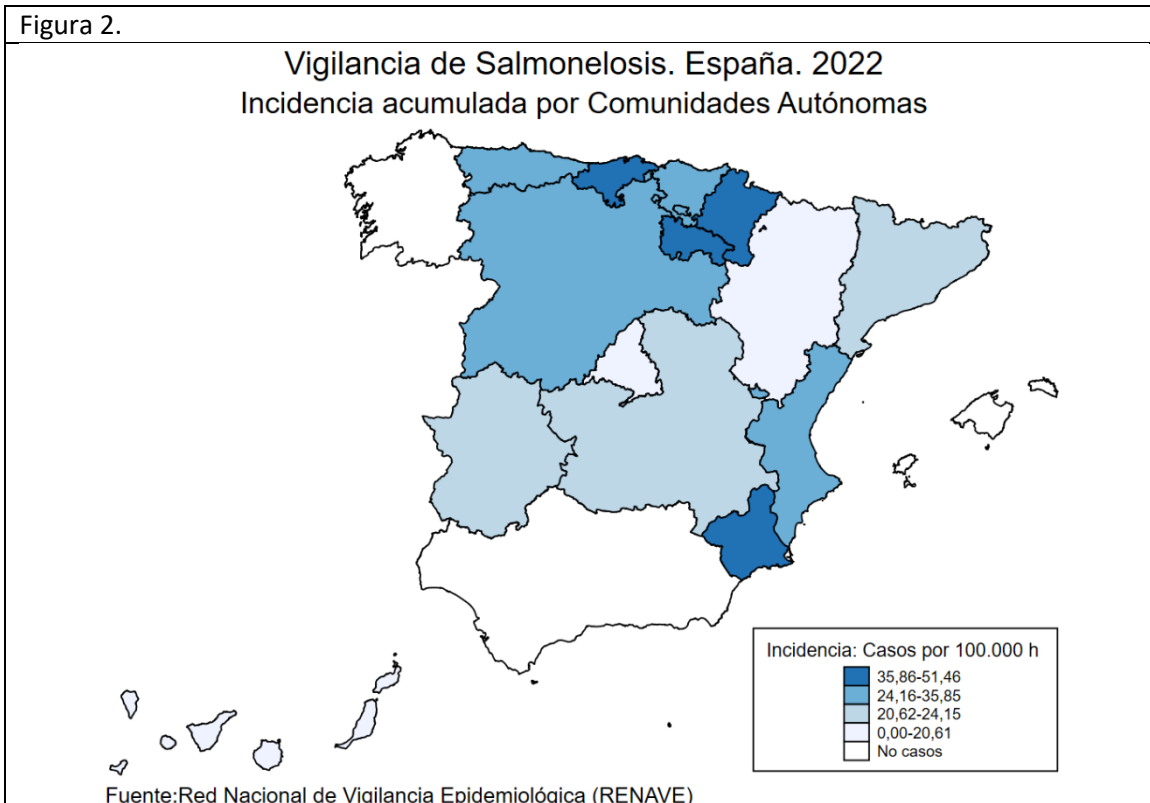 Figura 2.
Vigilancia de Salmonelosis. España. 2022
Incidencia acumulada por Comunidades Autónomas
Incidencia: Casos por 100.000 h
35,86-51,46
24,16-35,85
20,62-24,15
0,00-20,61
No casos
Fuente:Red Nacional de Vigilancia Epidemiológica (RENAVE)